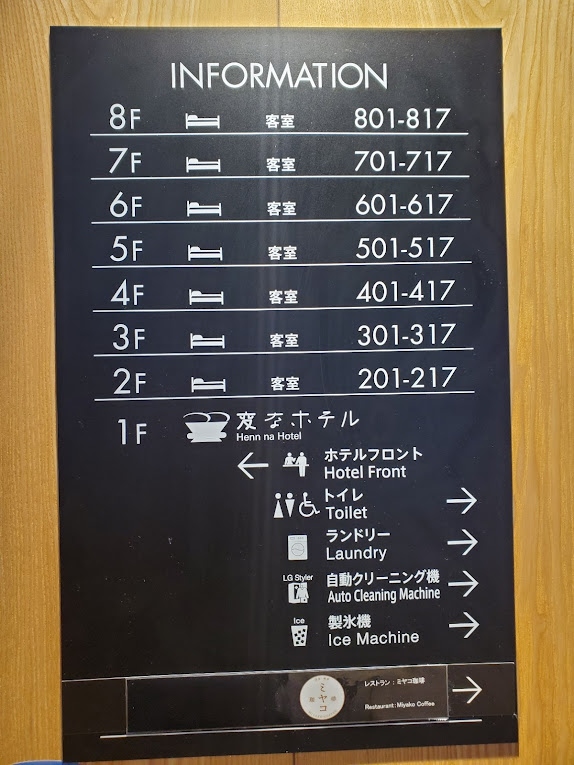 INFORMATION
8F 客室 801-817
7F 客室 701-717
6F 客室 601-617
5F 客室 501-517
4F 客室 401-417
3F 客室 301-317
2F 客室 201-217
1F 変なホテル
Henn na Hotel
ホテルフロント
Hotel Front
トイレ
Toilet
ランドリー
Laundry
LG Styler 自動クリーニング機
Auto Cleaning Machine
Ice 製氷機
Ice Machine
ミヤコ
珈 琲
レストラン：ミヤコ珈琲
Restaurant:Miyako Coffee